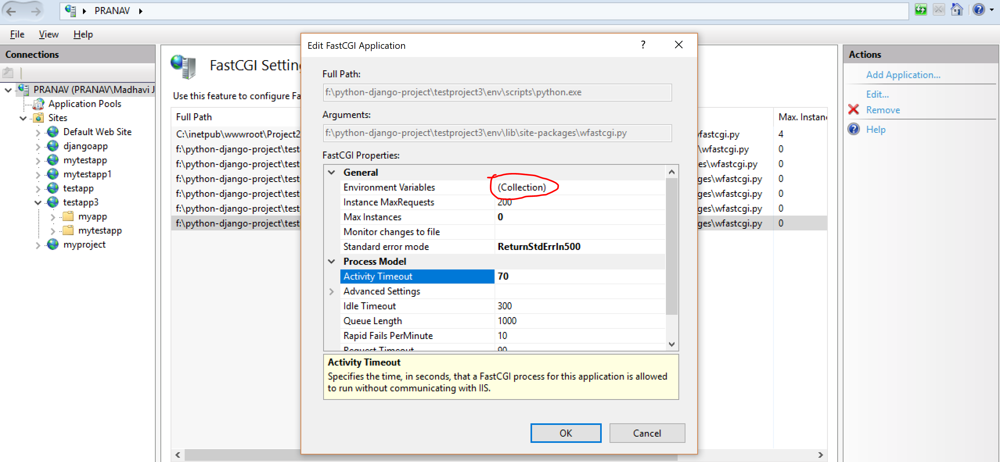 PRANAV
File View Help
Connections
PRANAV (PRANAV\Madhavi J
Application Pools
Sites
Default Web Site
djangoapp
mytestapp
mytestapp1
testapp
testapp3
myapp
mytestapp
myproject
FastCGI Setting
Use this feature to configure Fa
Full Path
C:\inetpub\wwwroot\Project2
f:\python-django-project\test
f:\python-django-project\test
f:\python-django-project\test
f:\python-django-project\test
f:\python-django-project\test
f:\python-django-project\test
Edit FastCGI Application ?
Full Path:
f:\python-django-project\testproject3\env\scripts\python.exe
Arguments:
f:\python-django-project\testproject3\env\lib\site-packages\wfastcgi.py
FastCGI Properties:
General
Environment Variables (Collection)
Instance MaxRequests 200
Max Instances 0
Monitor changes to file
Standard error mode ReturnStdErrIn500
Process Model
Activity Timeout 70
Advanced Settings
Idle Timeout 300
Queue Length 1000
Rapid Fails PerMinute 10
Request Timeout 90
Activity Timeout
Specifies the time, in seconds, that a FastCGI process for this application is allowed
to run without communicating with IIS.
OK Cancel
Max. Instan
fastcgi.py 4
\wfastcgi.py 0
es\wfastcgi.py 0
ges\wfastcgi.py 0
ges\wfastcgi.py 0
ges\wfastcgi.py 0
ges\wfastcgi.py 0
Actions
Add Application...
Edit...
Remove
Help